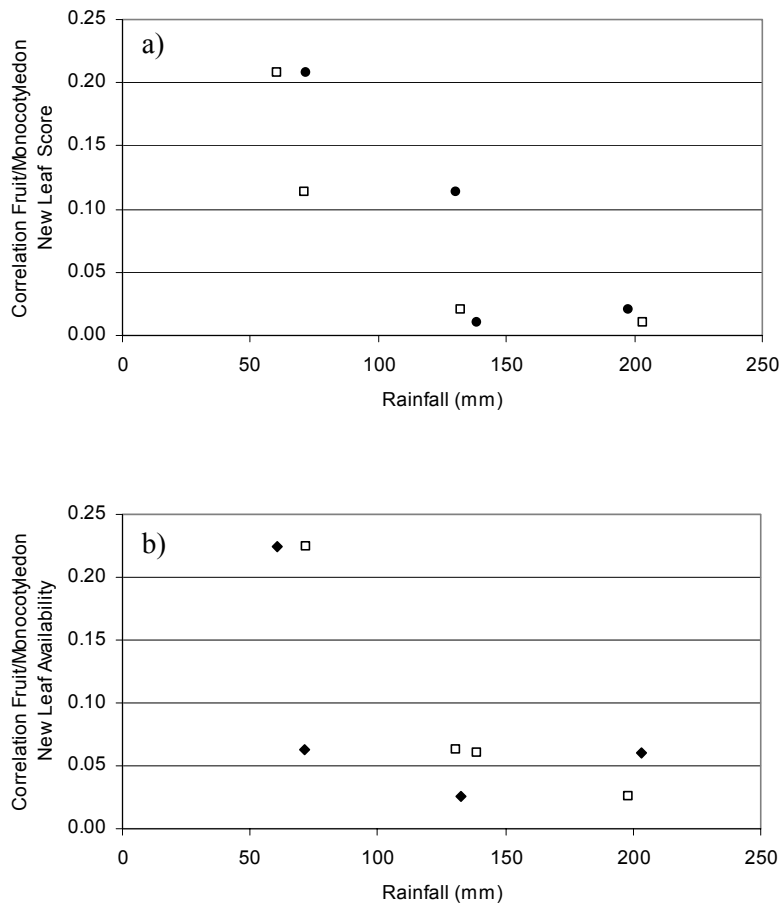 a)
Correlation Fruit/Monocotyledon
New Leaf Score
0.25
0.20
0.15
0.10
0.05
0.00
0 50 100 150 200 250
Rainfall (mm)
b)
Correlation Fruit/Monocotyledon
New Leaf Availability
0.25
0.20
0.15
0.10
0.05
0.00
0 50 100 150 200 250
Rainfall (mm)